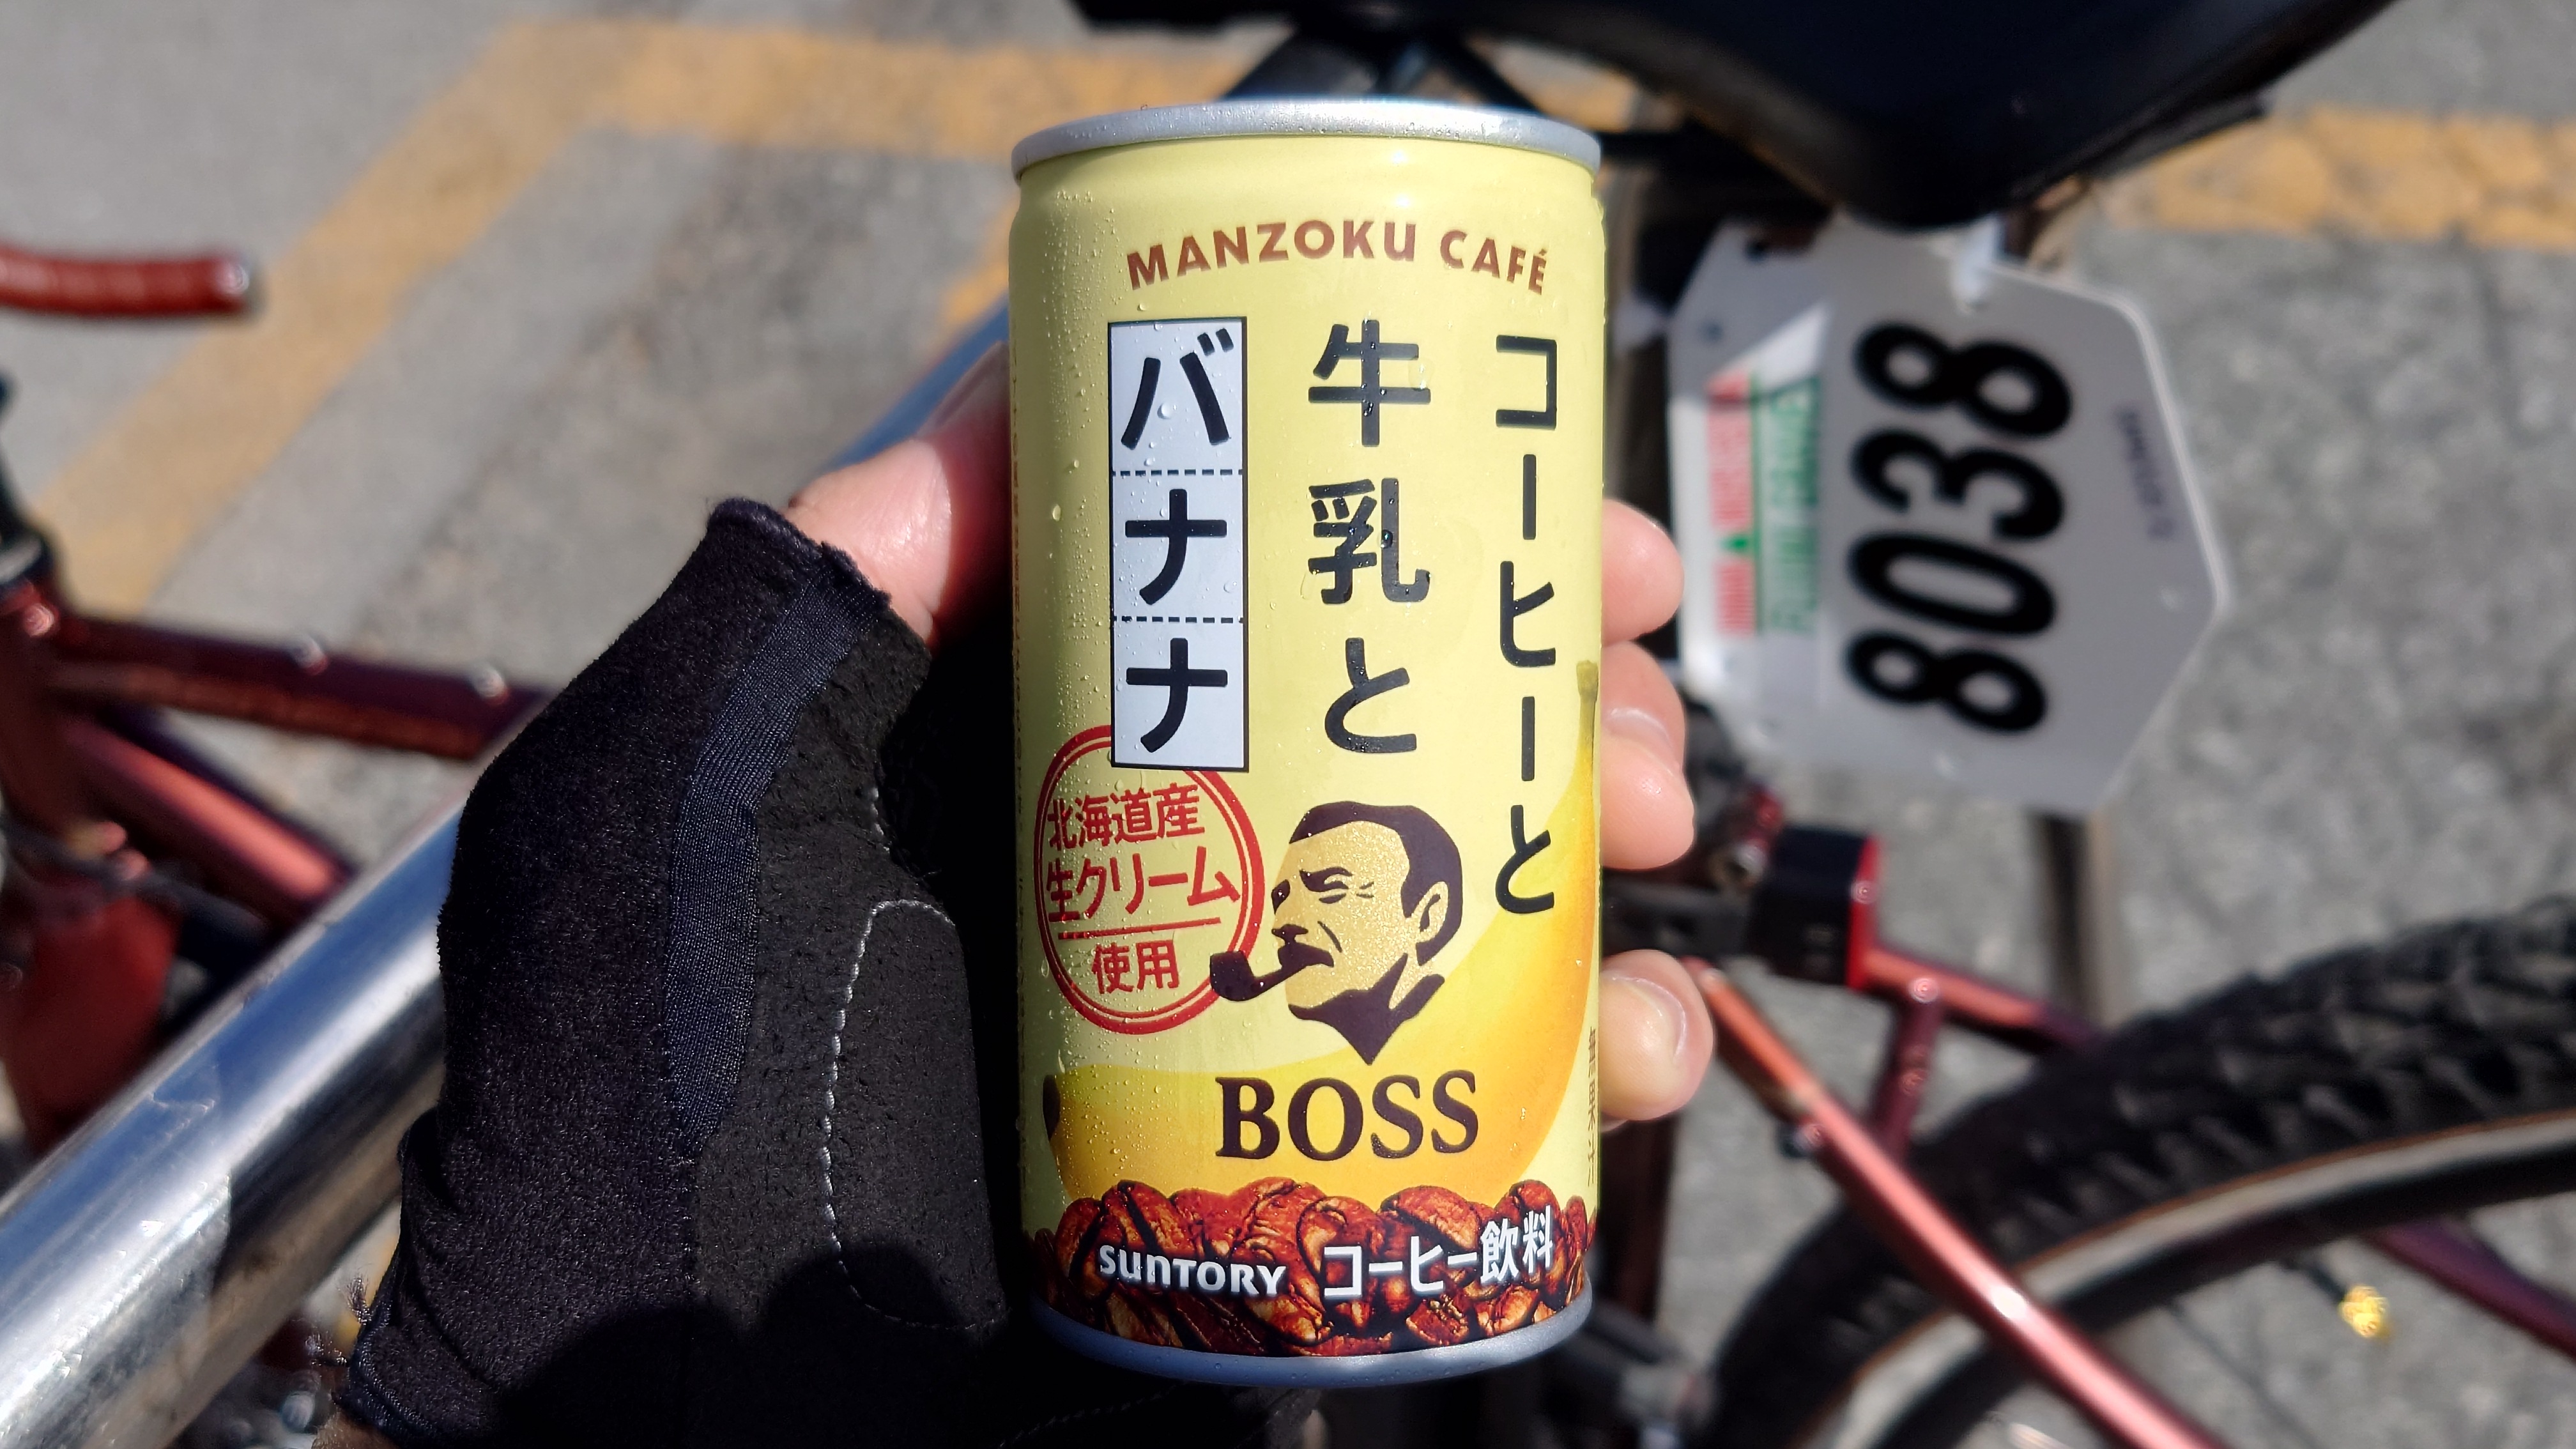 MANZOKU CAFÉ
コーヒーと
牛乳と
バナナ
北海道産
生クリーム
使用
BOSS
SUNTORY コーヒー飲料
8038